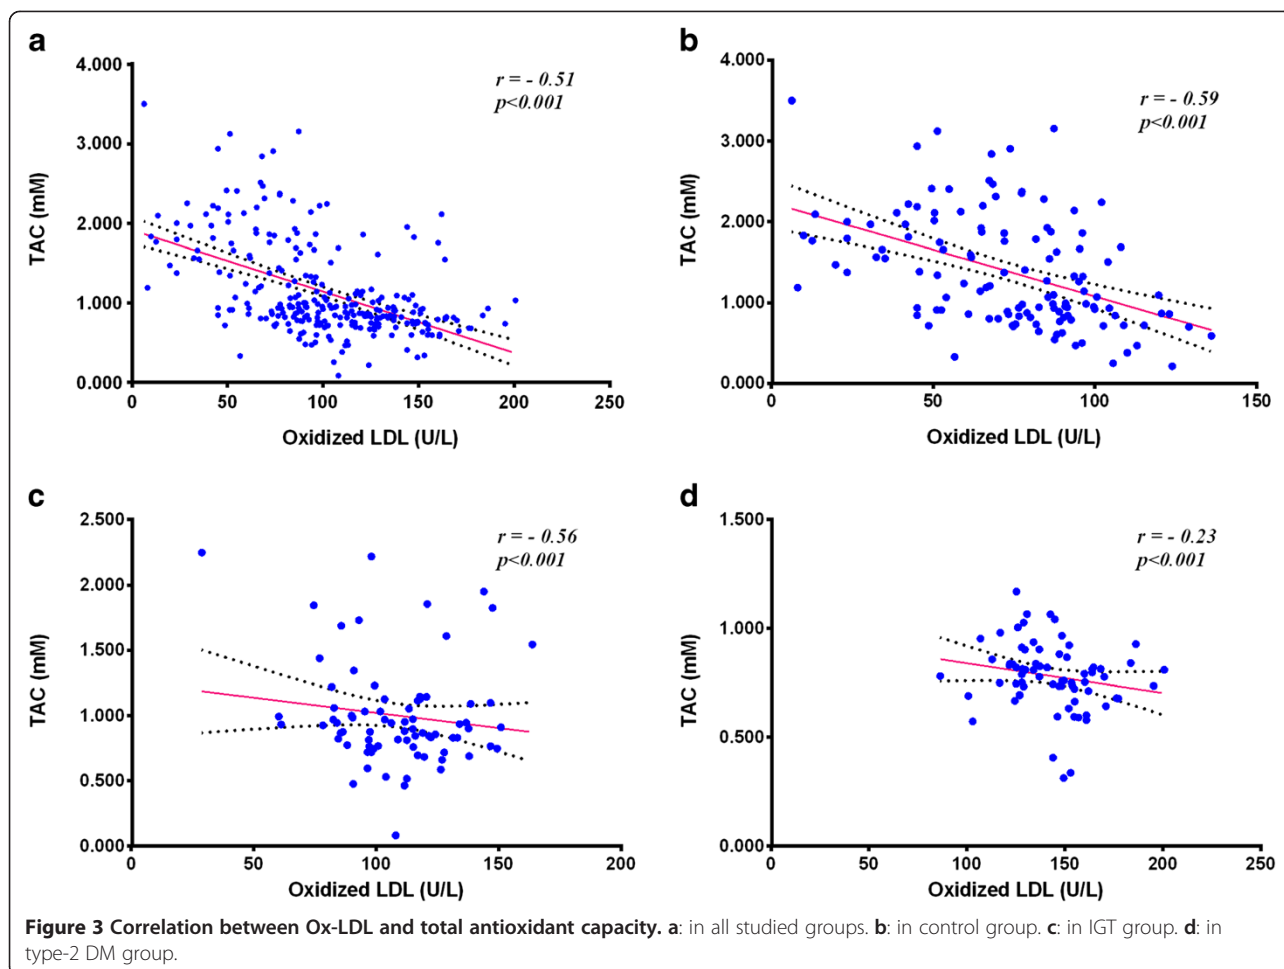 a
4.000
3.000
2.000
1.000
0.000
TAC (mM)
r = - 0.51
p<0.001
0 50 100 150 200 250
Oxidized LDL (U/L)
b
4.000
3.000
2.000
1.000
0.000
TAC (mM)
r = - 0.59
p<0.001
0 50 100 150
Oxidized LDL (U/L)
c
2.500
2.000
1.500
1.000
0.500
0.000
TAC (mM)
r = - 0.56
p<0.001
0 50 100 150 200
Oxidized LDL (U/L)
d
1.500
1.000
0.500
0.000
TAC (mM)
r = - 0.23
p<0.001
0 50 100 150 200 250
Oxidized LDL (U/L)
Figure 3 Correlation between Ox-LDL and total antioxidant capacity. a: in all studied groups. b: in control group. c: in IGT group. d: in
type-2 DM group.